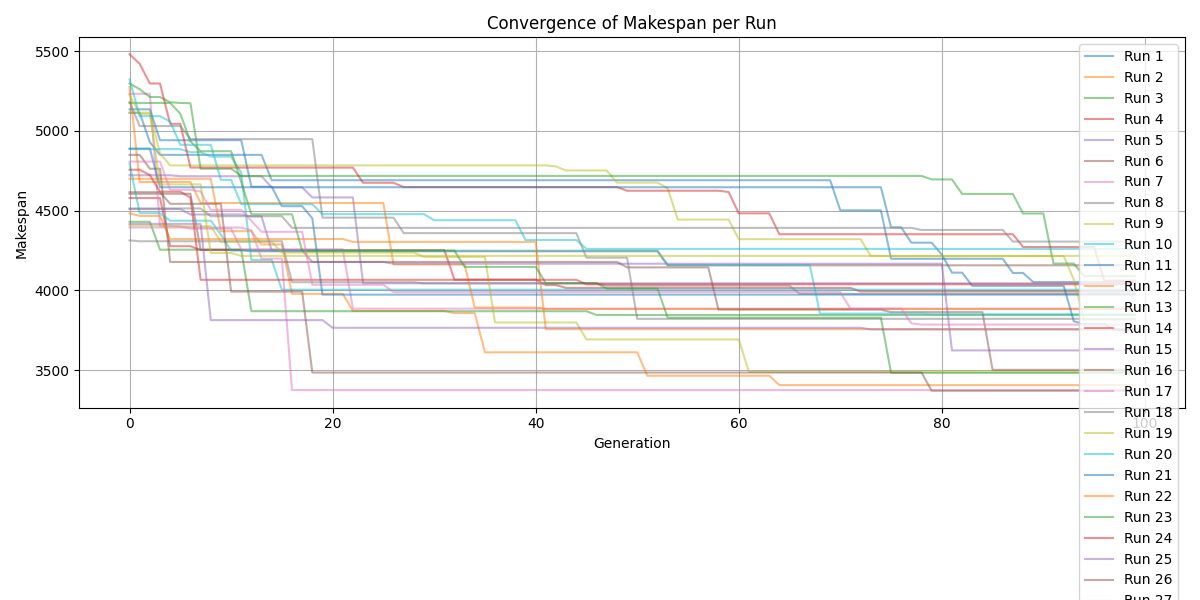 Convergence of Makespan per Run
Makespan
5500
5000
4500
4000
3500
0
20
40
60
80
100
Generation
Run 1
Run 2
Run 3
Run 4
Run 5
Run 6
Run 7
Run 8
Run 9
Run 10
Run 11
Run 12
Run 13
Run 14
Run 15
Run 16
Run 17
Run 18
Run 19
Run 20
Run 21
Run 22
Run 23
Run 24
Run 25
Run 26
Run 27